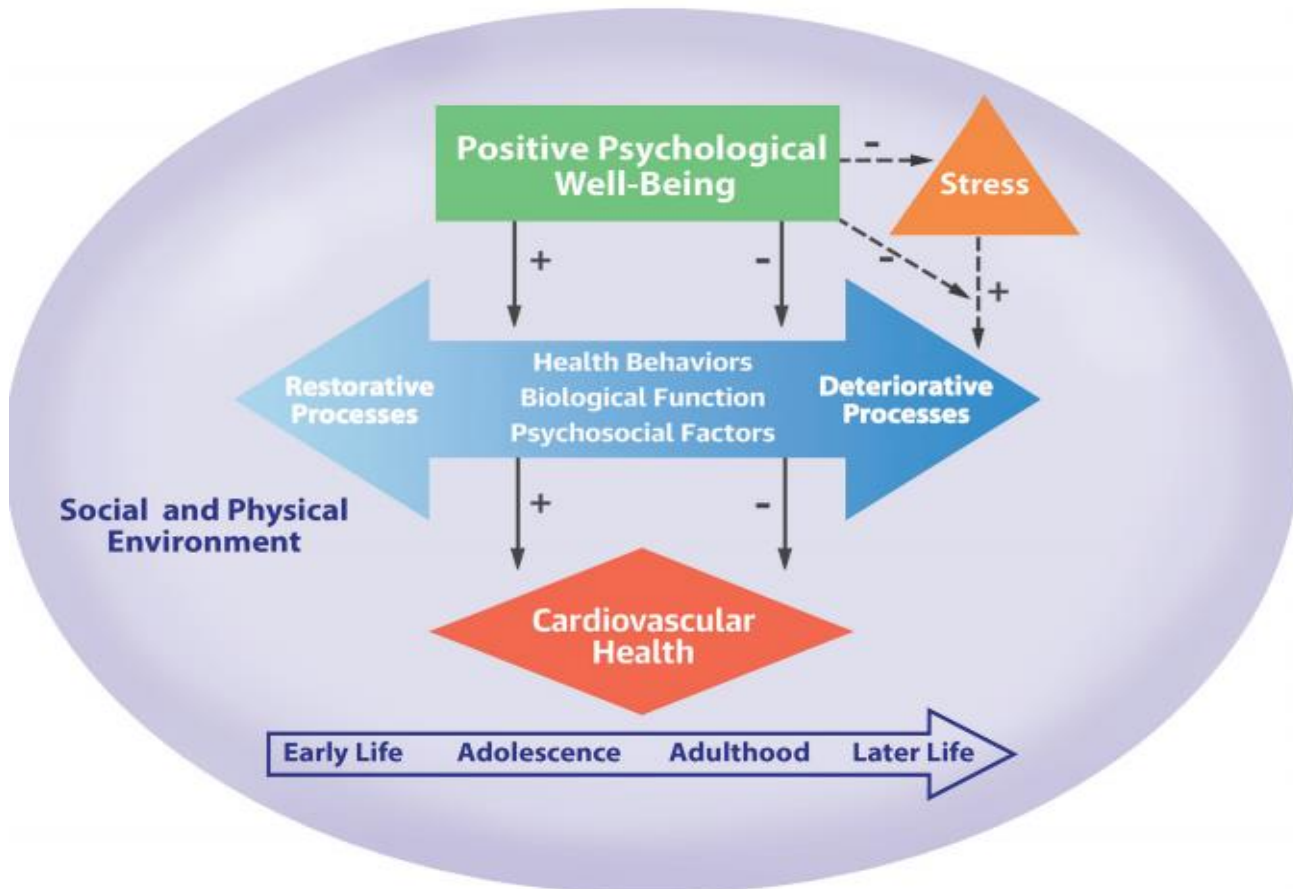 Positive Psychological
Well-Being
-
Stress
+
-
-
+
Health Behaviors
Biological Function
Psychosocial Factors
Restorative
Processes
Deteriorative
Processes
+
-
Social and Physical
Environment
Cardiovascular
Health
Early Life Adolescence Adulthood Later Life